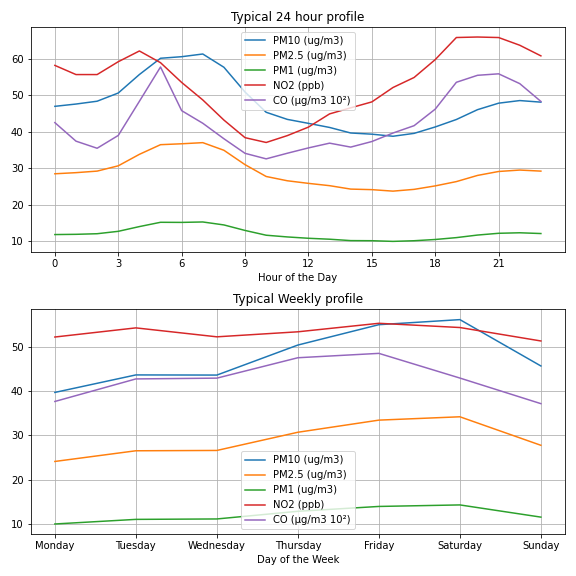 Typical 24 hour profile
PM10 (ug/m3)
PM2.5 (ug/m3)
PM1 (ug/m3)
NO2 (ppb)
CO (μg/m3 10²)
60
50
40
30
20
10
0 3 6 9 12 15 18 21
Hour of the Day
Typical Weekly profile
50
40
30
20
10
PM10 (ug/m3)
PM2.5 (ug/m3)
PM1 (ug/m3)
NO2 (ppb)
CO (μg/m3 10²)
Monday Tuesday Wednesday Thursday Friday Saturday Sunday
Day of the Week